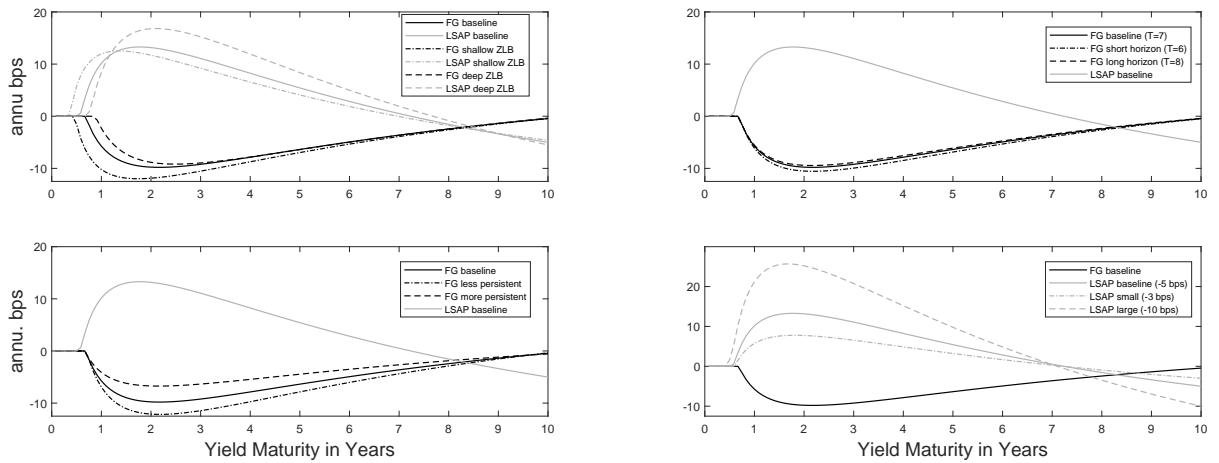 20
10
0
-10
annu bps
0 1 2 3 4 5 6 7 8 9 10
FG baseline
LSAP baseline
FG shallow ZLB
LSAP shallow ZLB
FG deep ZLB
LSAP deep ZLB
20
10
0
-10
annu bps
0 1 2 3 4 5 6 7 8 9 10
FG baseline (T=7)
FG short horizon (T=6)
FG long horizon (T=8)
LSAP baseline
20
10
0
-10
annu. bps
0 1 2 3 4 5 6 7 8 9 10
Yield Maturity in Years
FG baseline
FG less persistent
FG more persistent
LSAP baseline
20
10
0
-10
0 1 2 3 4 5 6 7 8 9 10
Yield Maturity in Years
FG baseline
LSAP baseline (-5 bps)
LSAP small (-3 bps)
LSAP large (-10 bps)